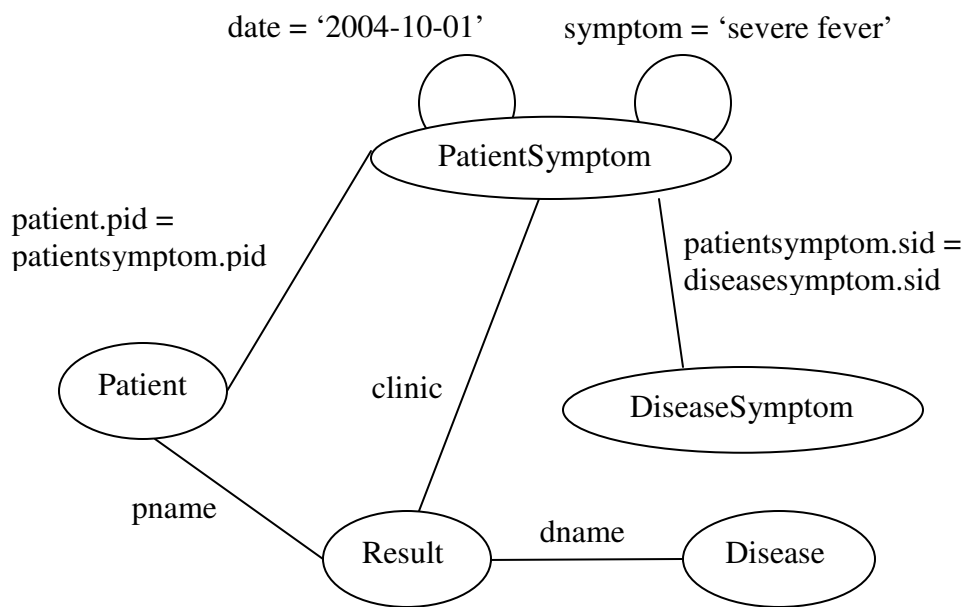 date = ‘2004-10-01’
symptom = ‘severe fever’
PatientSymptom
patient.pid =
patientsymptom.pid
patientsymptom.sid =
diseasesymptom.sid
Patient
clinic
DiseaseSymptom
pname
Result
dname
Disease